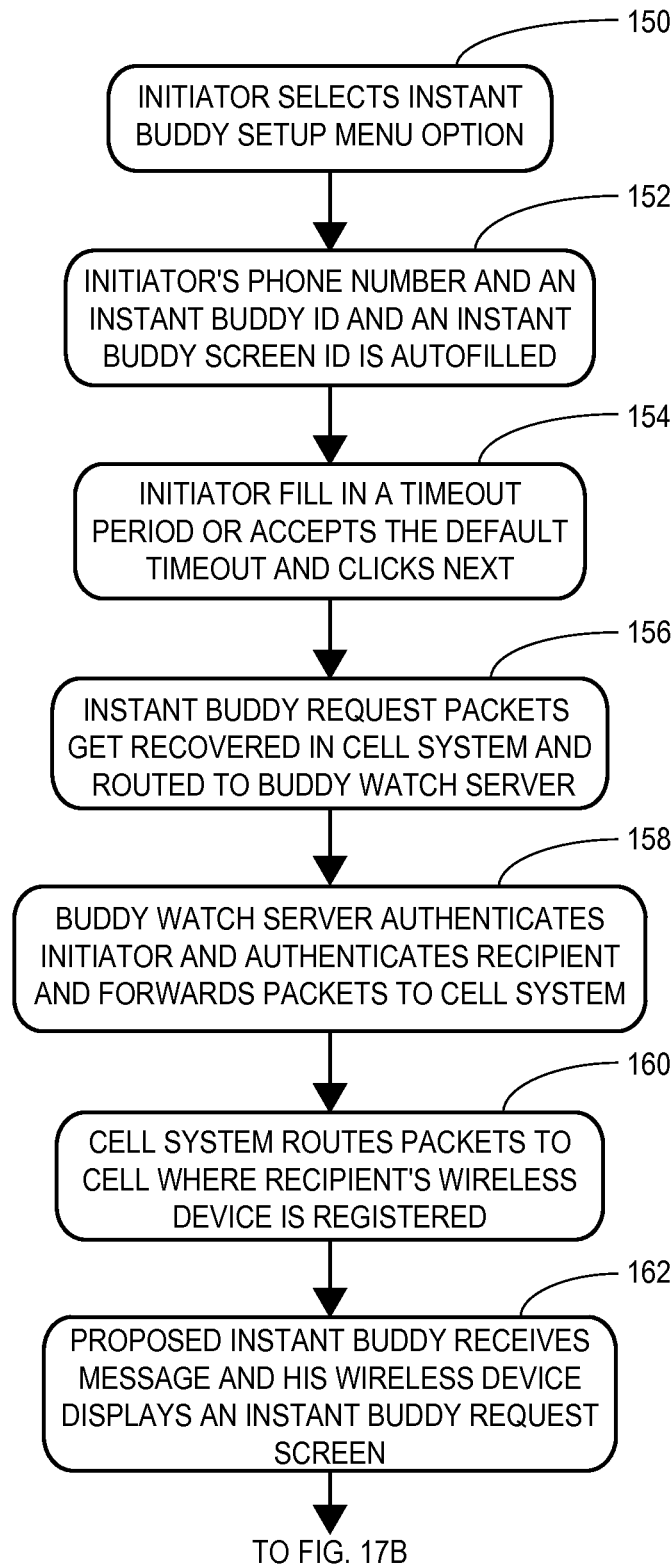 150
INITIATOR SELECTS INSTANT
BUDDY SETUP MENU OPTION
152
INITIATOR'S PHONE NUMBER AND AN
INSTANT BUDDY ID AND AN INSTANT
BUDDY SCREEN ID IS AUTOFILLED
154
INITIATOR FILL IN A TIMEOUT
PERIOD OR ACCEPTS THE DEFAULT
TIMEOUT AND CLICKS NEXT
156
INSTANT BUDDY REQUEST PACKETS
GET RECOVERED IN CELL SYSTEM AND
ROUTED TO BUDDY WATCH SERVER
158
BUDDY WATCH SERVER AUTHENTICATES
INITIATOR AND AUTHENTICATES RECIPIENT
AND FORWARDS PACKETS TO CELL SYSTEM
160
CELL SYSTEM ROUTES PACKETS TO
CELL WHERE RECIPIENT'S WIRELESS
DEVICE IS REGISTERED
162
PROPOSED INSTANT BUDDY RECEIVES
MESSAGE AND HIS WIRELESS DEVICE
DISPLAYS AN INSTANT BUDDY REQUEST
SCREEN
TO FIG. 17B